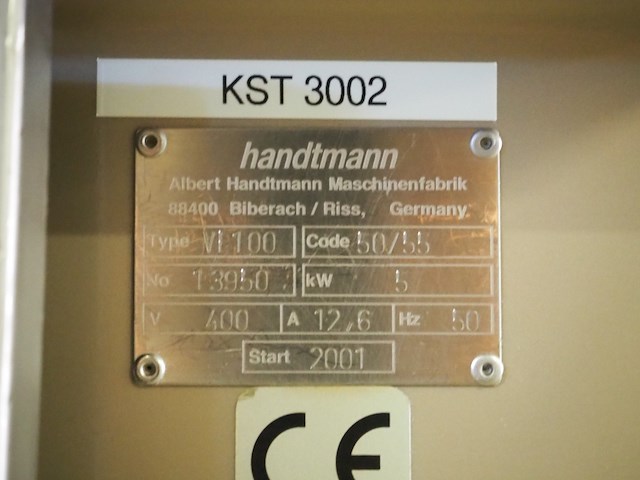 KST 3002
handtmann
Albert Handtmann Maschinenfabrik
88400 Biberach / Riss, Germany
Type VF100 Code 50/55
No 13950 kW 5
V 400 A 12,6 Hz 50
Start 2001
CE